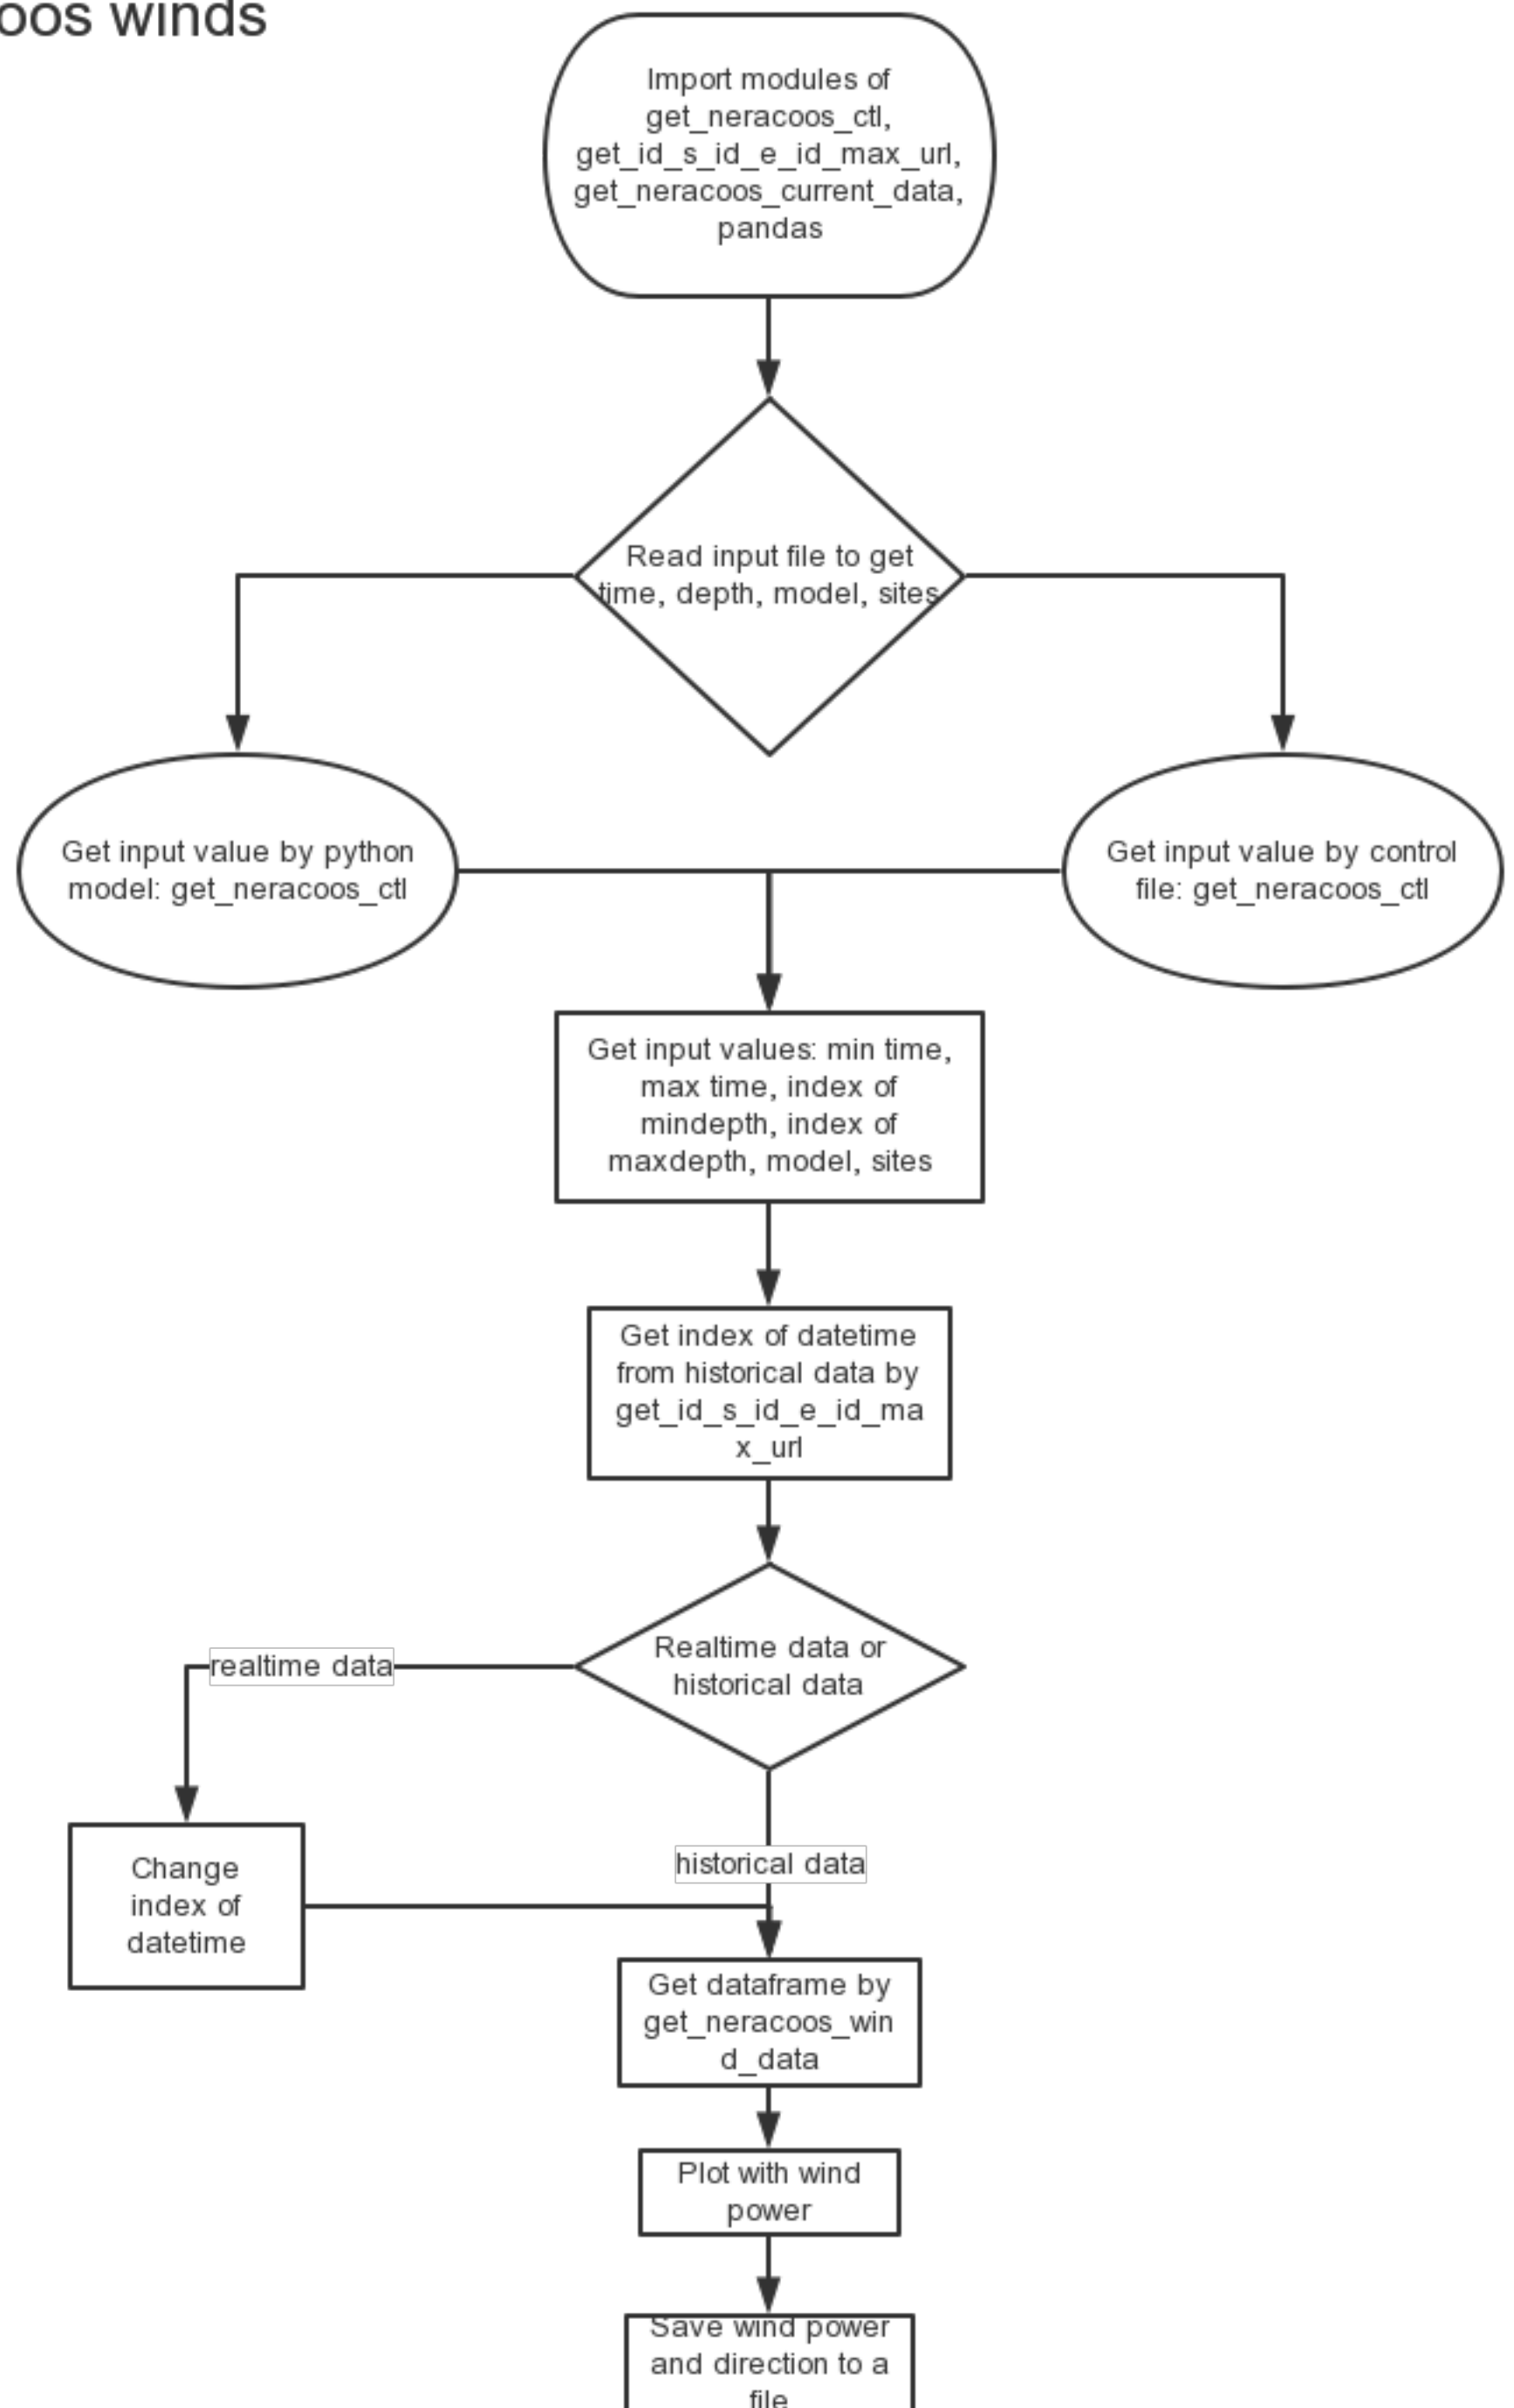 oos winds
Import modules of
get_neracoos_ctl,
get_id_s_id_e_id_max_url,
get_neracoos_current_data,
pandas
Read input file to get
time, depth, model, sites
Get input value by python
model: get_neracoos_ctl
Get input value by control
file: get_neracoos_ctl
Get input values: min time,
max time, index of
mindepth, index of
maxdepth, model, sites
Get index of datetime
from historical data by
get_id_s_id_e_id_ma
x_url
Realtime data or
historical data
realtime data
historical data
Change
index of
datetime
Get dataframe by
get_neracoos_win
d_data
Plot with wind
power
Save wind power
and direction to a
file